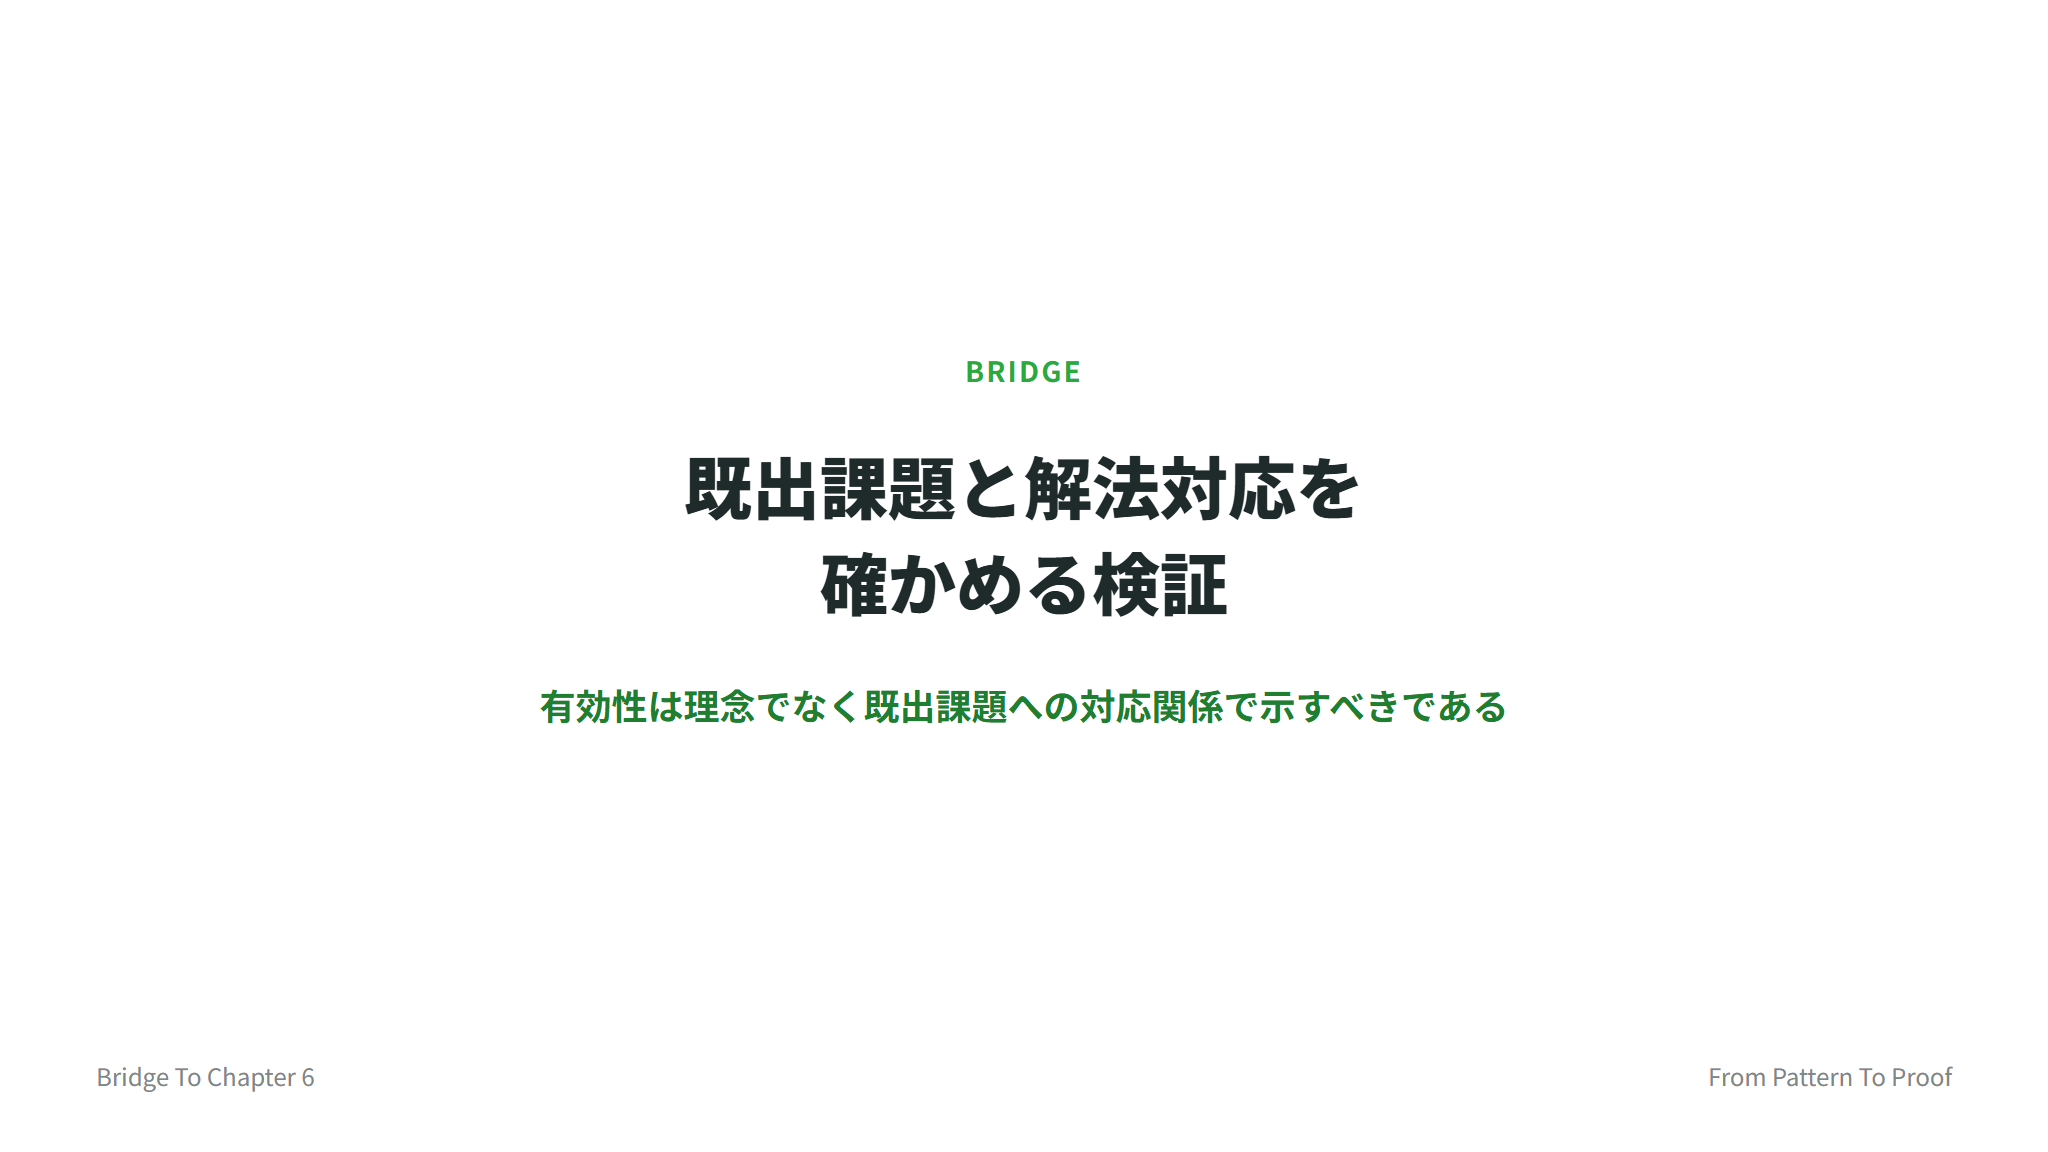 BRIDGE
既出課題と解法対応を
確かめる検証
有効性は理念でなく既出課題への対応関係で示すべきである
Bridge To Chapter 6
From Pattern To Proof